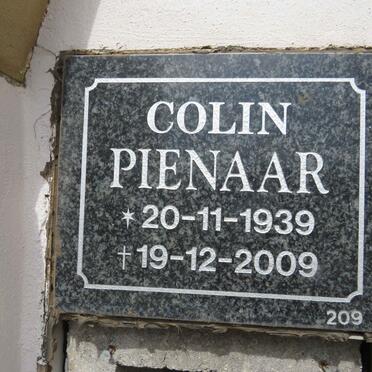 COLIN
PIENAAR
* 20-11-1939
† 19-12-2009
209